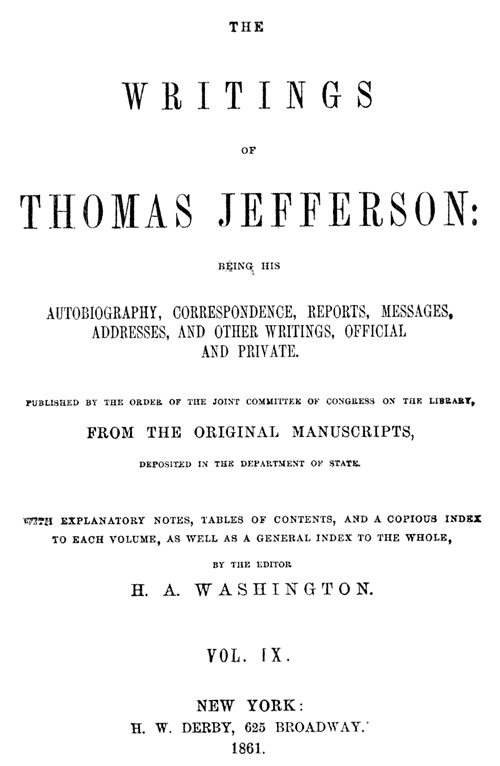 THE
WRITINGS
OF
THOMAS JEFFERSON:
BEING HIS
AUTOBIOGRAPHY, CORRESPONDENCE, REPORTS, MESSAGES,
ADDRESSES, AND OTHER WRITINGS, OFFICIAL
AND PRIVATE.
PUBLISHED BY THE ORDER OF THE JOINT COMMITTEE OF CONGRESS ON THE LIBRARY,
FROM THE ORIGINAL MANUSCRIPTS,
DEPOSITED IN THE DEPARTMENT OF STATE.
WITH EXPLANATORY NOTES, TABLES OF CONTENTS, AND A COPIOUS INDEX
TO EACH VOLUME, AS WELL AS A GENERAL INDEX TO THE WHOLE,
BY THE EDITOR
H. A. WASHINGTON.
VOL. IX.
NEW YORK:
H. W. DERBY, 625 BROADWAY.
1861.